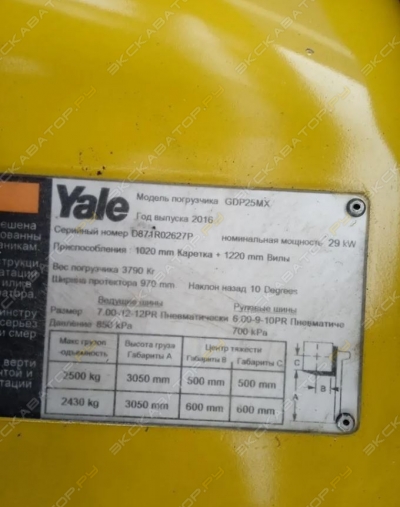 Yale
Модель погрузчика GDP25MX
Год выпуска 2016
Серийный номер D871R02627P номинальная мощность 29 kW
Приспособления : 1020 mm Каретка + 1220 mm Вилы
Вес погрузчика 3790 Кг
Ширина протектора 970 mm Наклон назад 10 Degrees
Ведущие шины Рулевые шины
Размер 7.00-12-12PR Пневматически 6.00-9-10PR Пневматиче
Давление 850 kPa 700 kPa
Макс грузоподъемность Высота груза Габариты A Центр тяжести Габариты B Габариты C
2500 kg 3050 mm 500 mm 500 mm
2430 kg 3050 mm 600 mm 600 mm
C
B
A
ЭКСКАВАТОР.РУ